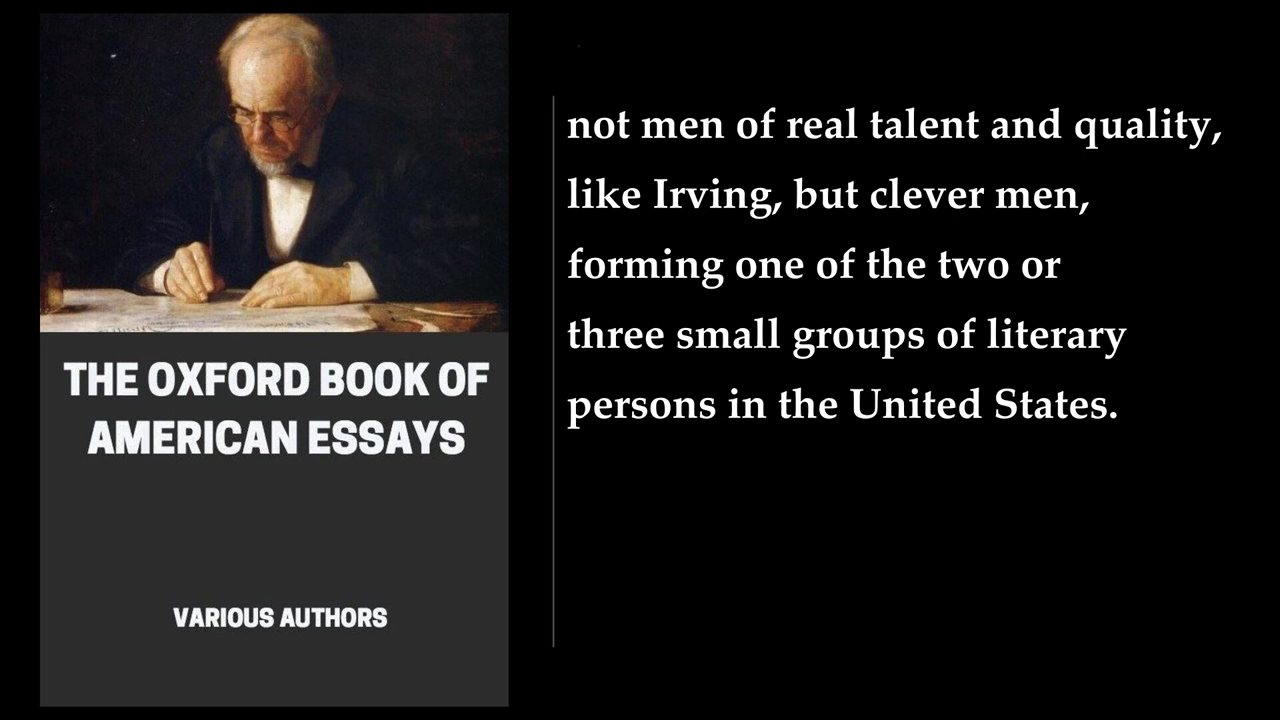 THE OXFORD BOOK OF
AMERICAN ESSAYS
VARIOUS AUTHORS
not men of real talent and quality,
like Irving, but clever men,
forming one of the two or
three small groups of literary
persons in the United States.